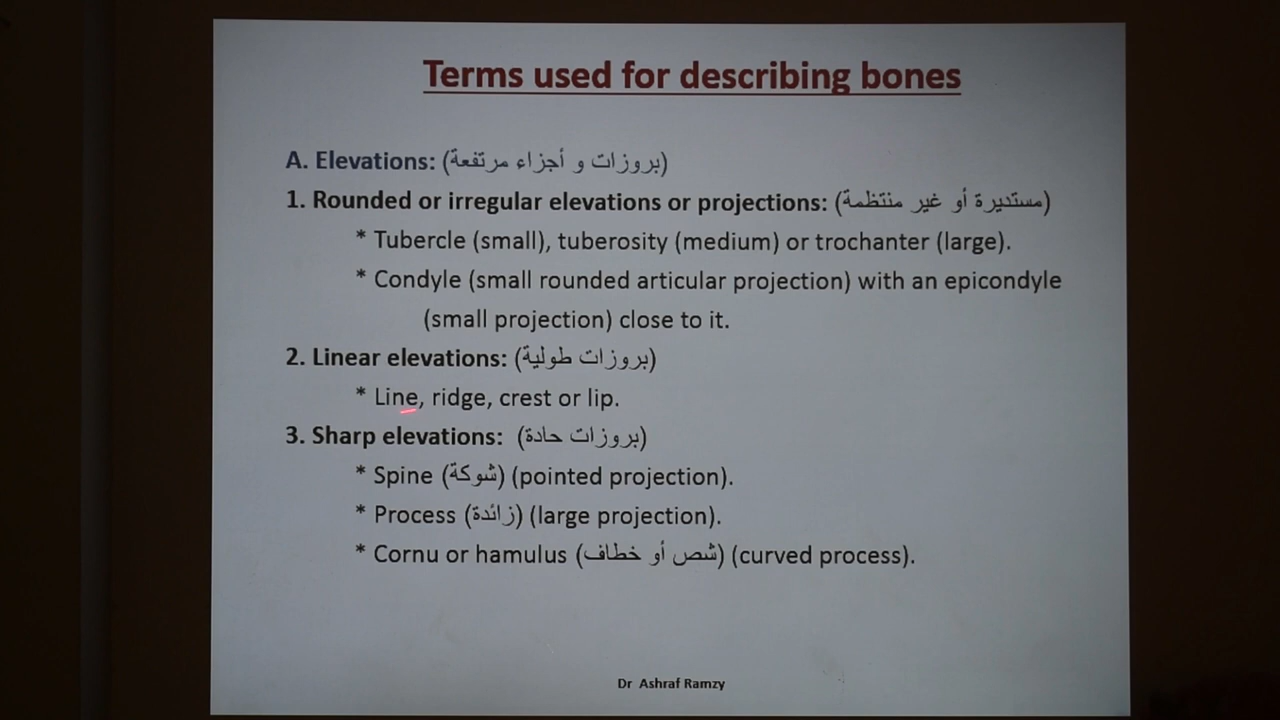 Terms used for describing bones
A. Elevations: (بروزات و أجزاء مرتفعة)
1. Rounded or irregular elevations or projections: (مستديرة أو غير منتظمة)
* Tubercle (small), tuberosity (medium) or trochanter (large).
* Condyle (small rounded articular projection) with an epicondyle
(small projection) close to it.
2. Linear elevations: (بروزات طولية)
* Line, ridge, crest or lip.
3. Sharp elevations: (بروزات حادة)
* Spine (شوكة) (pointed projection).
* Process (زائدة) (large projection).
* Cornu or hamulus (شص أو خطاف) (curved process).
Dr Ashraf Ramzy